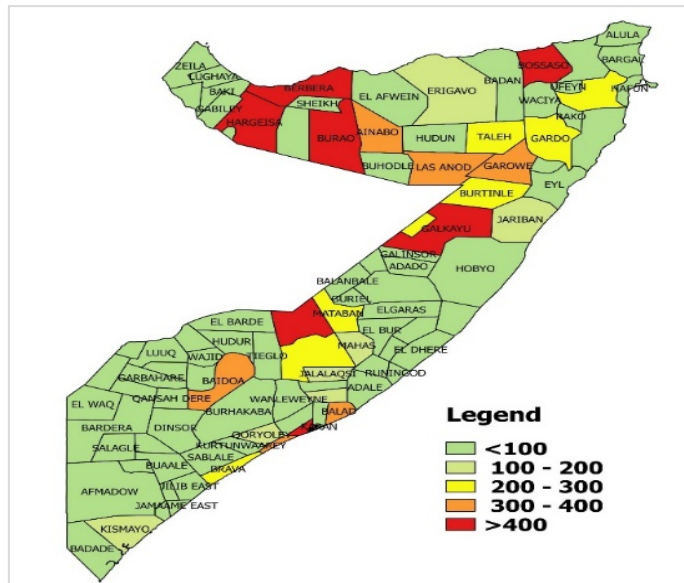 ALULA
ZEILA
BOSSASO
BARGAL
LUGHAYA
BERBERA
BADAN
BAKI
EL AFWEIN
ERIGAVO
UFEYN
HAFUN
SHEIKH
WACIYA
GABILEY
HARGEISA
RAKO
BURAO
AINABO
HUDUN
TALEH
GARDO
BUHODLE
LAS ANOD
GAROWE
EYL
BURTINLE
JARIBAN
GALKAYU
GALINSOR
ADADO
HOBYO
BALANBALE
GURIEL
MATABAN
ELGARAS
EL BARDE
EL BUR
HUDUR
MAHAS
LUUQ
WAJID
TIEGLO
EL DHERE
GARBAHARE
BAIDOA
JALALAQSI
RUNINGOD
QANSAH DERE
WANLEWEYNE
ADALE
EL WAQ
BURHAKABA
BALAD
BARDERA
DINSOR
QORYOLEY
SALAGLE
KURTUNWAAREY
BUAALE
SABLALE
BRAVA
AFMADOW
JILIB EAST
JAMAAME EAST
KISMAYO
BADADE
Legend
<100
100 - 200
200 - 300
300 - 400
>400